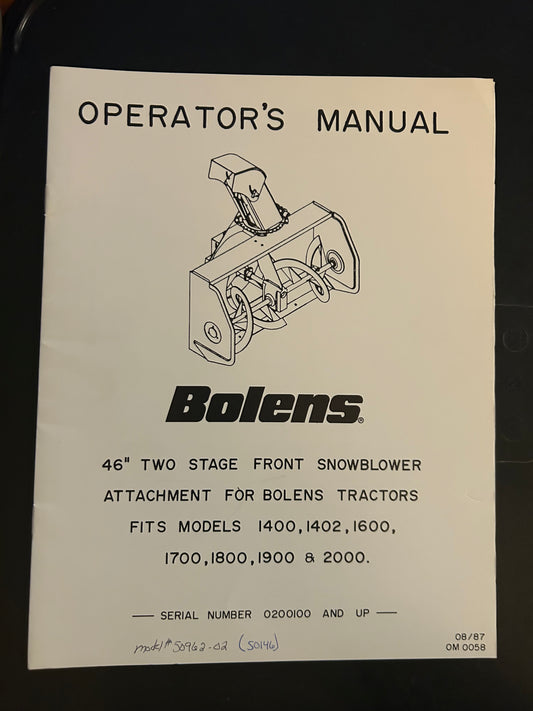 OPERATOR'S MANUAL
Bolens®
46" TWO STAGE FRONT SNOWBLOWER
ATTACHMENT FOR BOLENS TRACTORS
FITS MODELS 1400, 1402, 1600,
1700, 1800, 1900 & 2000.
— SERIAL NUMBER 0200100 AND UP —
model # 50962-02 (50146)
08/87
OM 0058